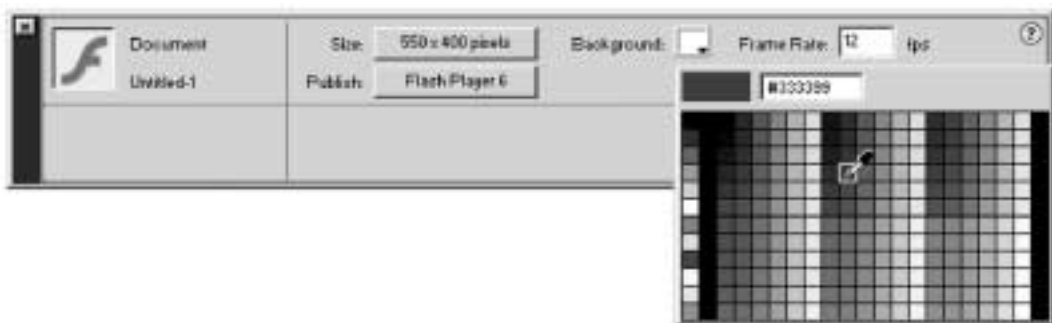 Document Size: 550 x 400 pixels Background: Frame Rate: 12 fps ?
Untitled-1 Publish: Flash Player 6
#333399